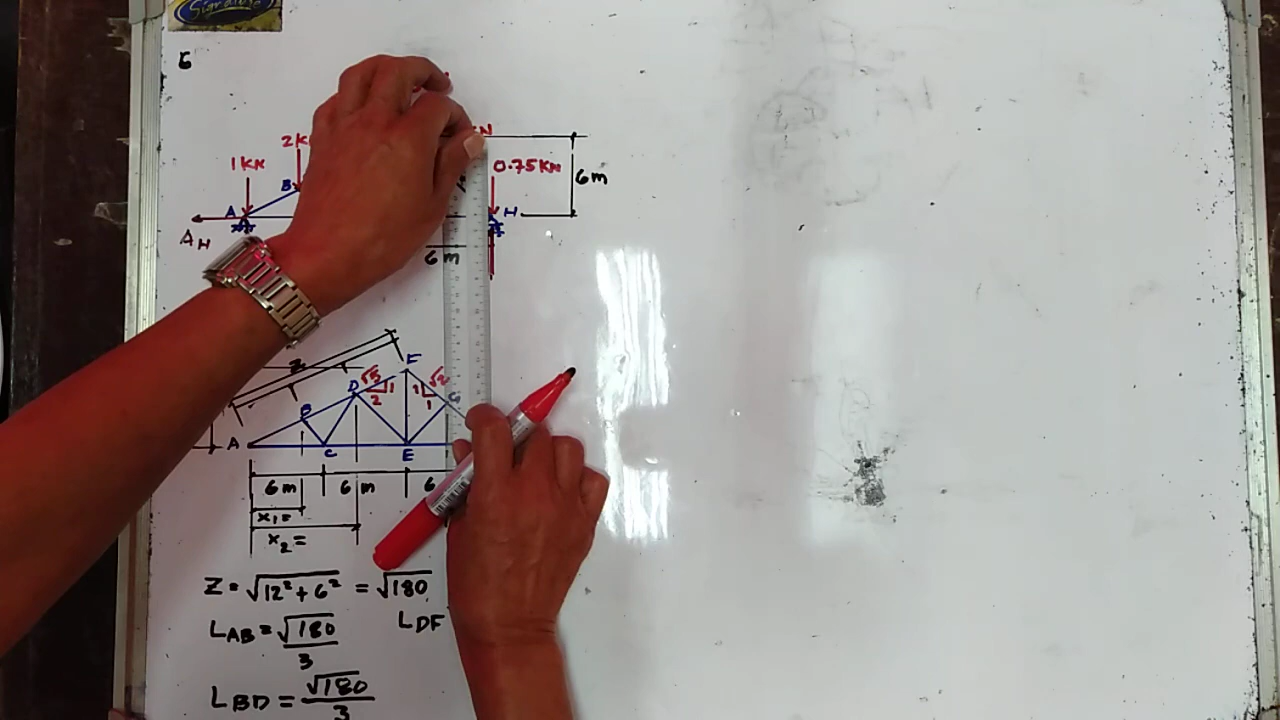 Signature
6
2K
1KN
N
0.75KN
B
A
H
6m
AH
6m
Z
F
√5
1
2
D
1
√2
1
G
B
A
C
E
6m
6m
6
x1=
x2=
Z=√12²+6² = √180
LAB=√180/3
LDF
LBD=√180/3